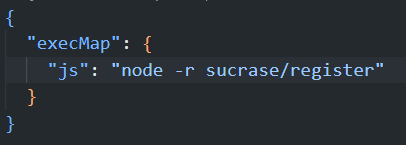 {
"execMap": {
"js": "node -r sucrase/register"
}
}